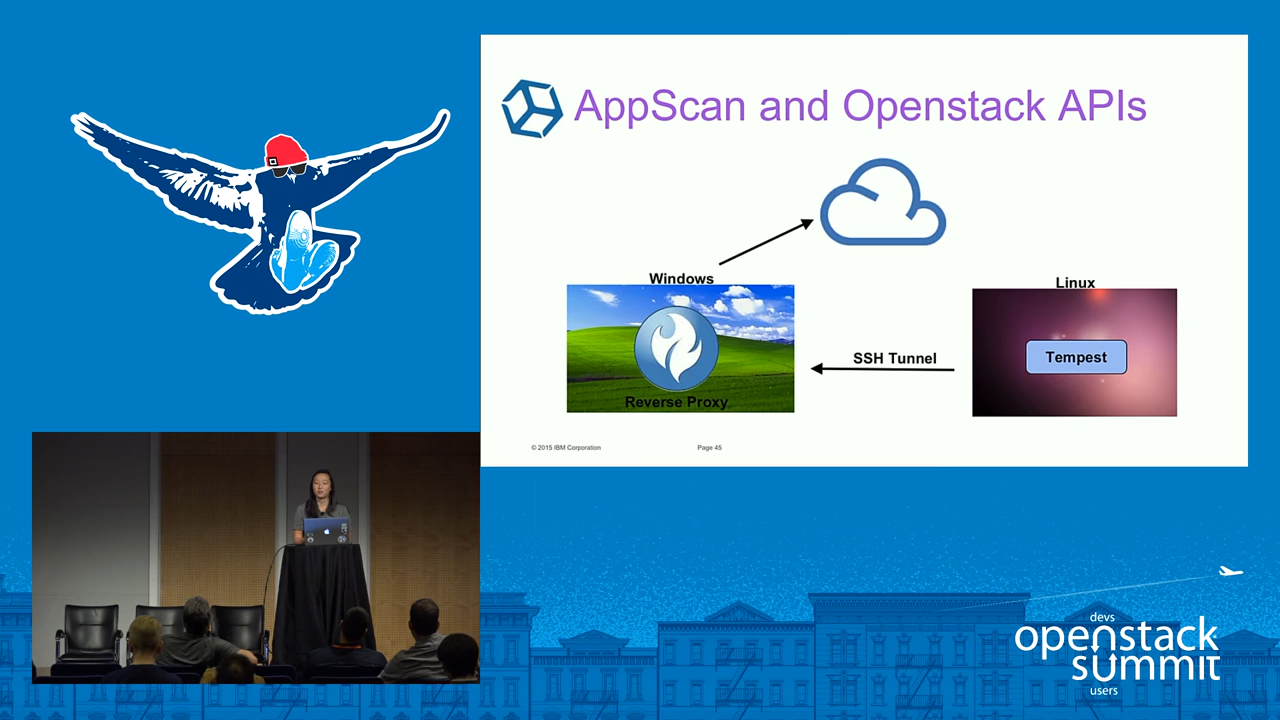 AppScan and Openstack APIs
Windows
Linux
SSH Tunnel
Tempest
Reverse Proxy
© 2015 IBM Corporation
Page 45
devs
openstack
summit
users